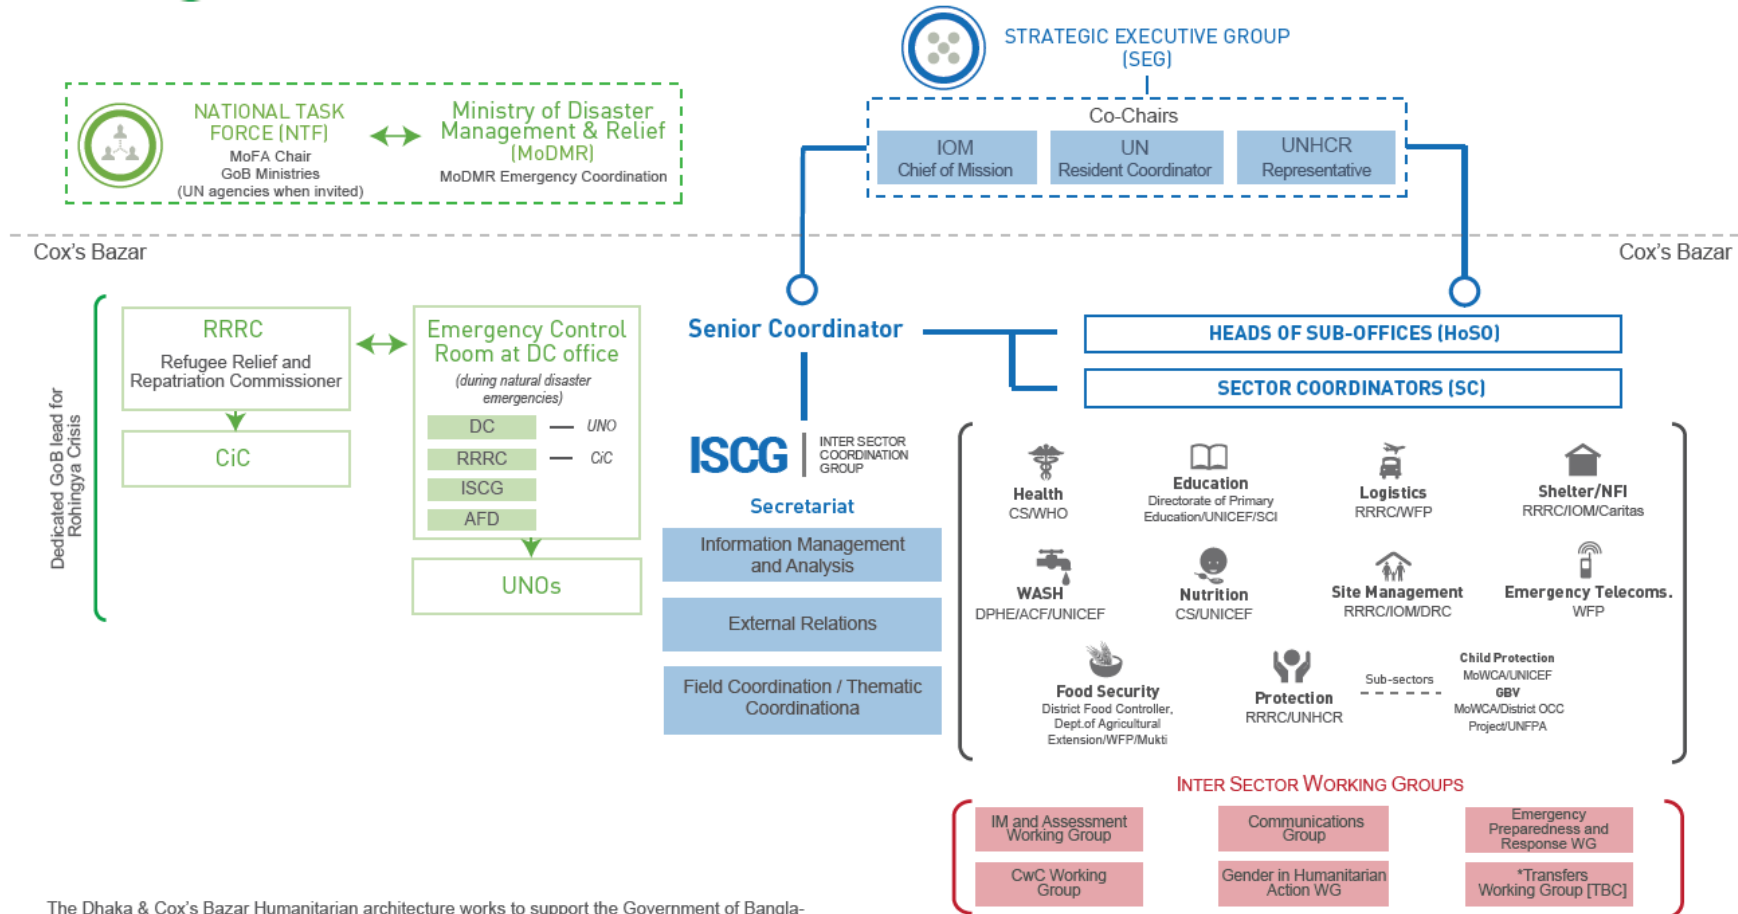 STRATEGIC EXECUTIVE GROUP
(SEG)
NATIONAL TASK
FORCE (NTF)
MoFA Chair
GoB Ministries
(UN agencies when invited)
Ministry of Disaster
Management & Relief
(MoDMR)
MoDMR Emergency Coordination
Co-Chairs
IOM
Chief of Mission
UN
Resident Coordinator
UNHCR
Representative
Cox's Bazar
Cox's Bazar
Dedicated GoB lead for
Rohingya Crisis
RRRC
Refugee Relief and
Repatriation Commissioner
CiC
Emergency Control
Room at DC office
(during natural disaster
emergencies)
DC
UNO
RRRC
CiC
ISCG
AFD
UNOs
Senior Coordinator
ISCG
INTER SECTOR
COORDINATION
GROUP
Secretariat
Information Management
and Analysis
External Relations
Field Coordination / Thematic
Coordinationa
HEADS OF SUB-OFFICES (HoSO)
SECTOR COORDINATORS (SC)
Health
CS/WHO
Education
Directorate of Primary
Education/UNICEF/SCI
Logistics
RRRC/WFP
Shelter/NFI
RRRC/IOM/Caritas
WASH
DPHE/ACF/UNICEF
Nutrition
CS/UNICEF
Site Management
RRRC/IOM/DRC
Emergency Telecoms.
WFP
Food Security
District Food Controller,
Dept.of Agricultural
Extension/WFP/Mukti
Protection
RRRC/UNHCR
Sub-sectors
Child Protection
MoWCA/UNICEF
GBV
MoWCA/District OCC
Project/UNFPA
INTER SECTOR WORKING GROUPS
IM and Assessment
Working Group
Communications
Group
Emergency
Preparedness and
Response WG
CwC Working
Group
Gender in Humanitarian
Action WG
*Transfers
Working Group [TBC]
The Dhaka & Cox's Bazar Humanitarian architecture works to support the Government of Bangla-